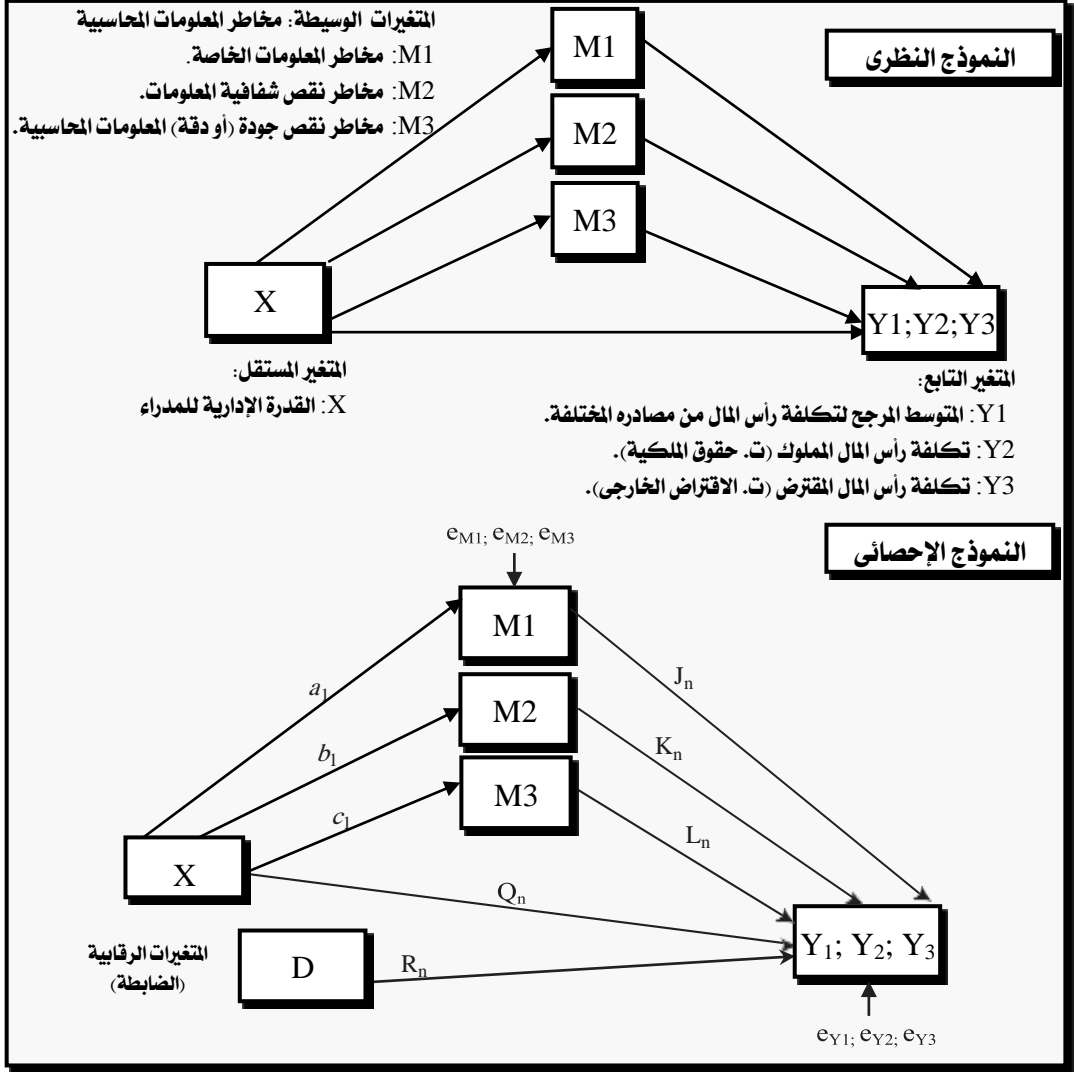 المتغيرات الوسيطة: مخاطر المعلومات المحاسبية
M1: مخاطر المعلومات الخاصة.
M2: مخاطر نقص شفافية المعلومات.
M3: مخاطر نقص جودة (أو دقة) المعلومات المحاسبية.
النموذج النظرى
M1
M2
M3
X
Y1;Y2;Y3
المتغير المستقل:
X: القدرة الإدارية للمدراء
المتغير التابع:
Y1: المتوسط المرجح لتكلفة رأس المال من مصادره المختلفة.
Y2: تكلفة رأس المال المملوك (ت. حقوق الملكية).
Y3: تكلفة رأس المال المقترض (ت. الاقتراض الخارجى).
النموذج الإحصائى
eM1; eM2; eM3
M1
M2
M3
a1
b1
c1
Jn
Kn
Ln
X
Qn
المتغيرات الرقابية
(الضابطة)
D
Rn
Y1; Y2; Y3
eY1; eY2; eY3